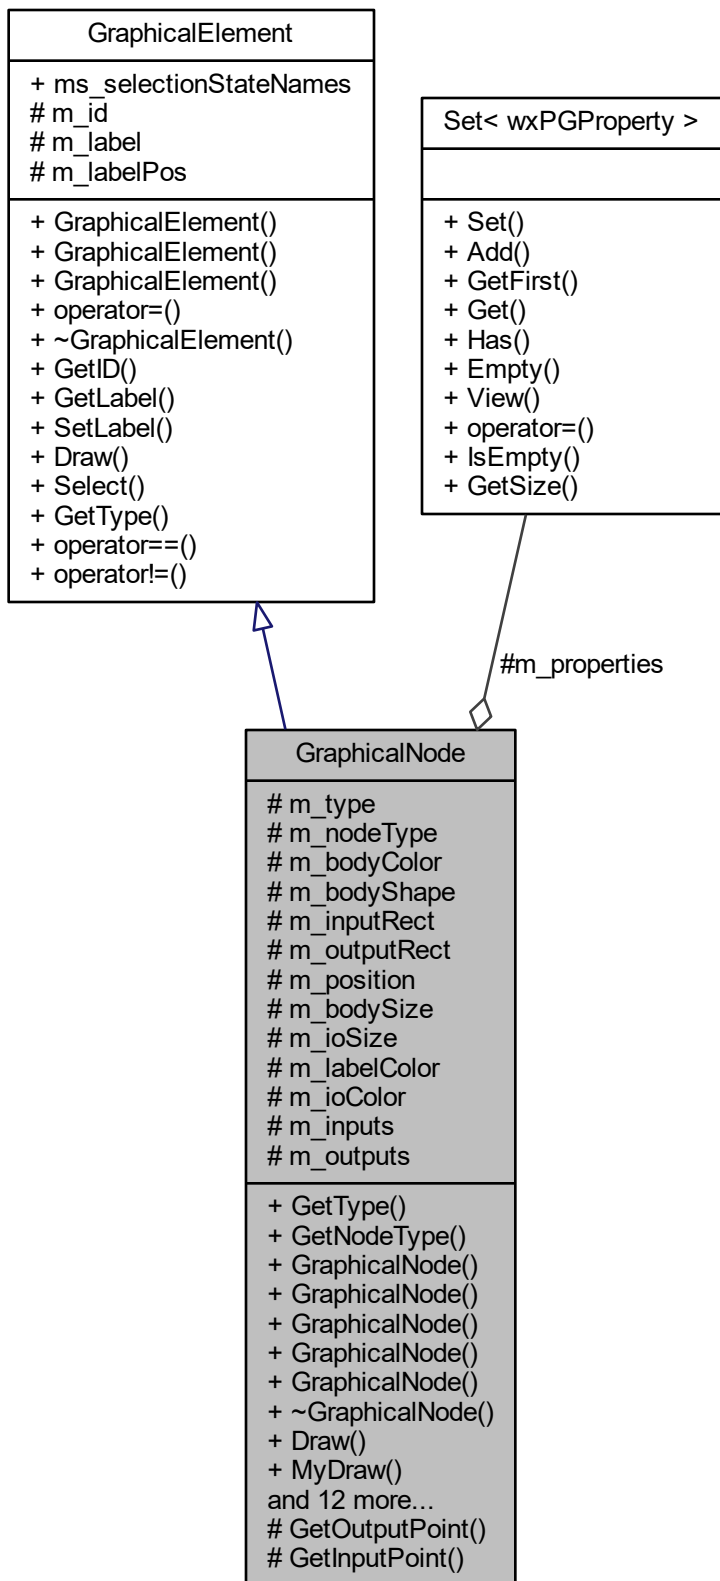 GraphicalElement
+ ms_selectionStateNames
# m_id
# m_label
# m_labelPos
+ GraphicalElement()
+ GraphicalElement()
+ GraphicalElement()
+ operator=()
+ ~GraphicalElement()
+ GetID()
+ GetLabel()
+ SetLabel()
+ Draw()
+ Select()
+ GetType()
+ operator==()
+ operator!=()
Set< wxPGProperty >
+ Set()
+ Add()
+ GetFirst()
+ Get()
+ Has()
+ Empty()
+ View()
+ operator=()
+ IsEmpty()
+ GetSize()
#m_properties
GraphicalNode
# m_type
# m_nodeType
# m_bodyColor
# m_bodyShape
# m_inputRect
# m_outputRect
# m_position
# m_bodySize
# m_ioSize
# m_labelColor
# m_ioColor
# m_inputs
# m_outputs
+ GetType()
+ GetNodeType()
+ GraphicalNode()
+ GraphicalNode()
+ GraphicalNode()
+ GraphicalNode()
+ GraphicalNode()
+ ~GraphicalNode()
+ Draw()
+ MyDraw()
and 12 more...
# GetOutputPoint()
# GetInputPoint()